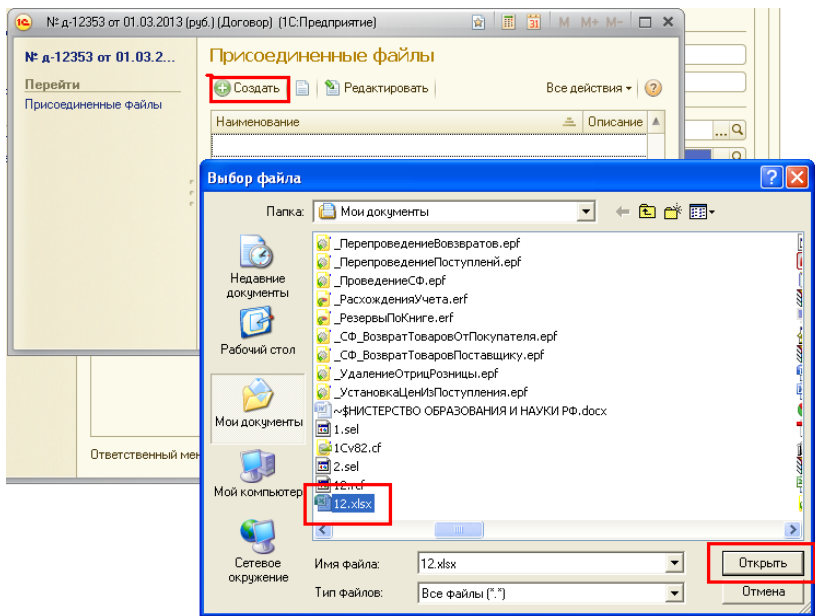 № д-12353 от 01.03.2013 (руб.) (Договор) (1С:Предприятие)
M M+ M-
№ д-12353 от 01.03.2...
Перейти
Присоединенные файлы
Присоединенные файлы
Создать
Редактировать
Все действия
Наименование
Описание
Выбор файла
Папка:
Мои документы
Недавние документы
Рабочий стол
Мои документы
Мой компьютер
Сетевое окружение
_ПерепроведениеВовзвратов.epf
_ПерепроведениеПоступленй.epf
_ПроведениеСФ.epf
_РасхожденияУчета.erf
_РезервыПоКниге.erf
_СФ_ВозвратТоваровОтПокупателя.epf
_СФ_ВозвратТоваровПоставщику.epf
_УдалениеОтрицРозницы.epf
_УстановкаЦенИзПоступления.epf
~$НИСТЕРСТВО ОБРАЗОВАНИЯ И НАУКИ РФ.docx
1.sel
1Cv82.cf
2.sel
12.xlsx
Имя файла:
12.xlsx
Открыть
Тип файлов:
Все файлы (*.*)
Отмена
Ответственный мен